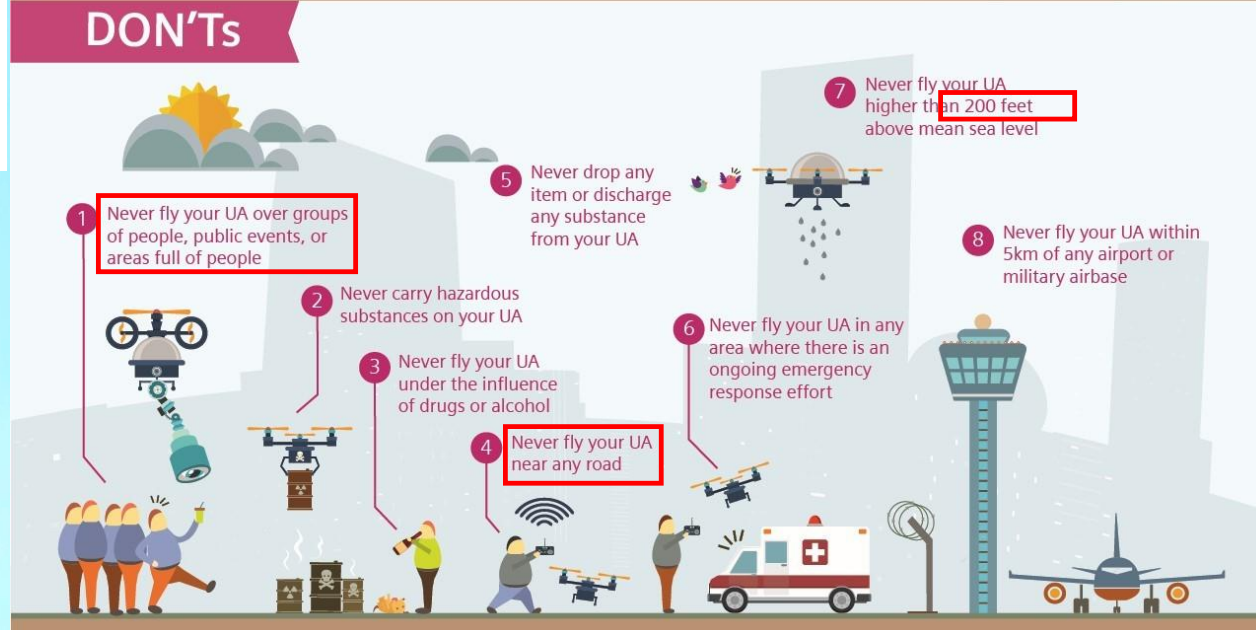 DON'Ts
1
Never fly your UA over groups
of people, public events, or
areas full of people
2
Never carry hazardous
substances on your UA
3
Never fly your UA
under the influence
of drugs or alcohol
4
Never fly your UA
near any road
5
Never drop any
item or discharge
any substance
from your UA
6
Never fly your UA in any
area where there is an
ongoing emergency
response effort
7
Never fly your UA
higher than 200 feet
above mean sea level
8
Never fly your UA within
5km of any airport or
military airbase